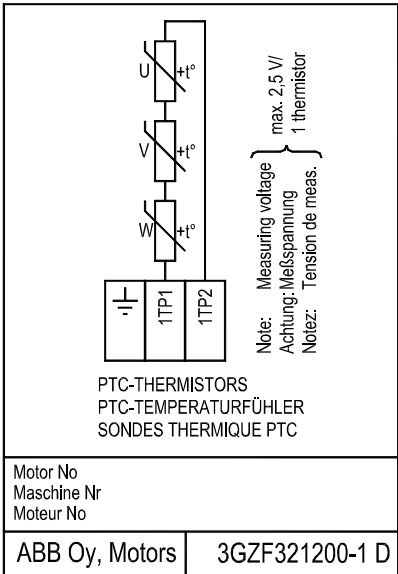 U +t°
V +t°
W +t°
1TP1
1TP2
Note: Measuring voltage
Achtung: Meßspannung
Notez: Tension de meas.
max. 2,5 V/
1 thermistor
PTC-THERMISTORS
PTC-TEMPERATURFÜHLER
SONDES THERMIQUE PTC
Motor No
Maschine Nr
Moteur No
ABB Oy, Motors
3GZF321200-1 D